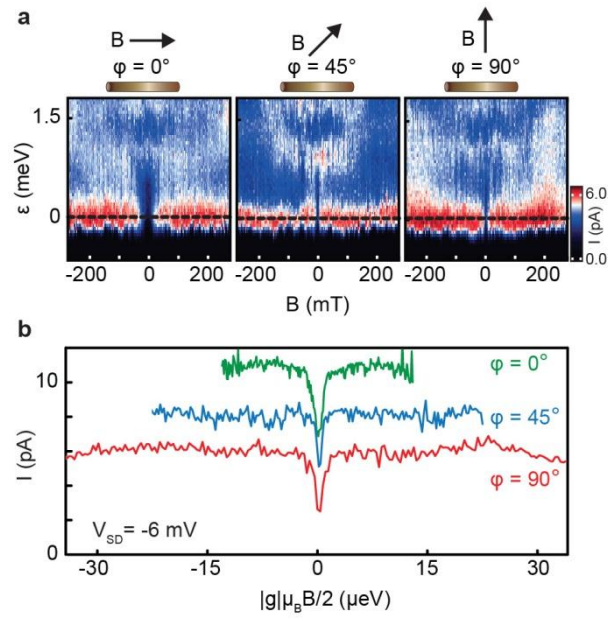 a
B B B
φ = 0° φ = 45° φ = 90°
ε (meV)
1.5
0
-200 0 200 -200 0 200 -200 0 200
B (mT)
6.0
0.0
I (pA)
b
I (pA)
10
0
φ = 0°
φ = 45°
φ = 90°
V_SD= -6 mV
-30 -15 0 15 30
|g|μ_BB/2 (μeV)